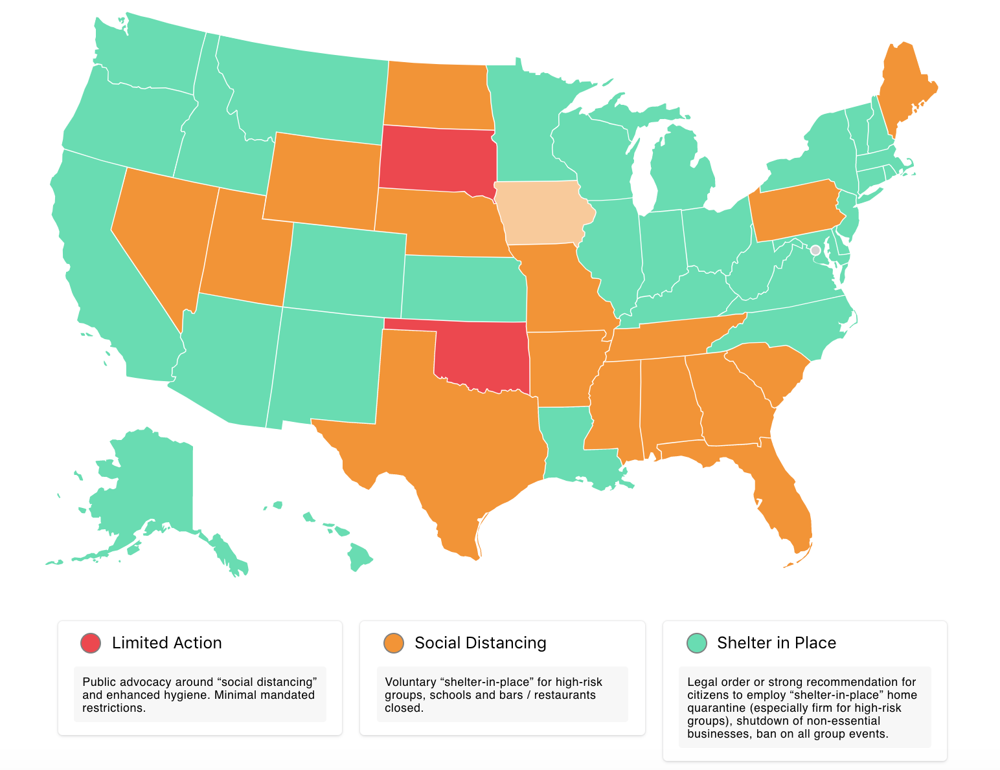 Limited Action
Public advocacy around “social distancing”
and enhanced hygiene. Minimal mandated
restrictions.
Social Distancing
Voluntary “shelter-in-place” for high-risk
groups, schools and bars / restaurants
closed.
Shelter in Place
Legal order or strong recommendation for
citizens to employ “shelter-in-place” home
quarantine (especially firm for high-risk
groups), shutdown of non-essential
businesses, ban on all group events.